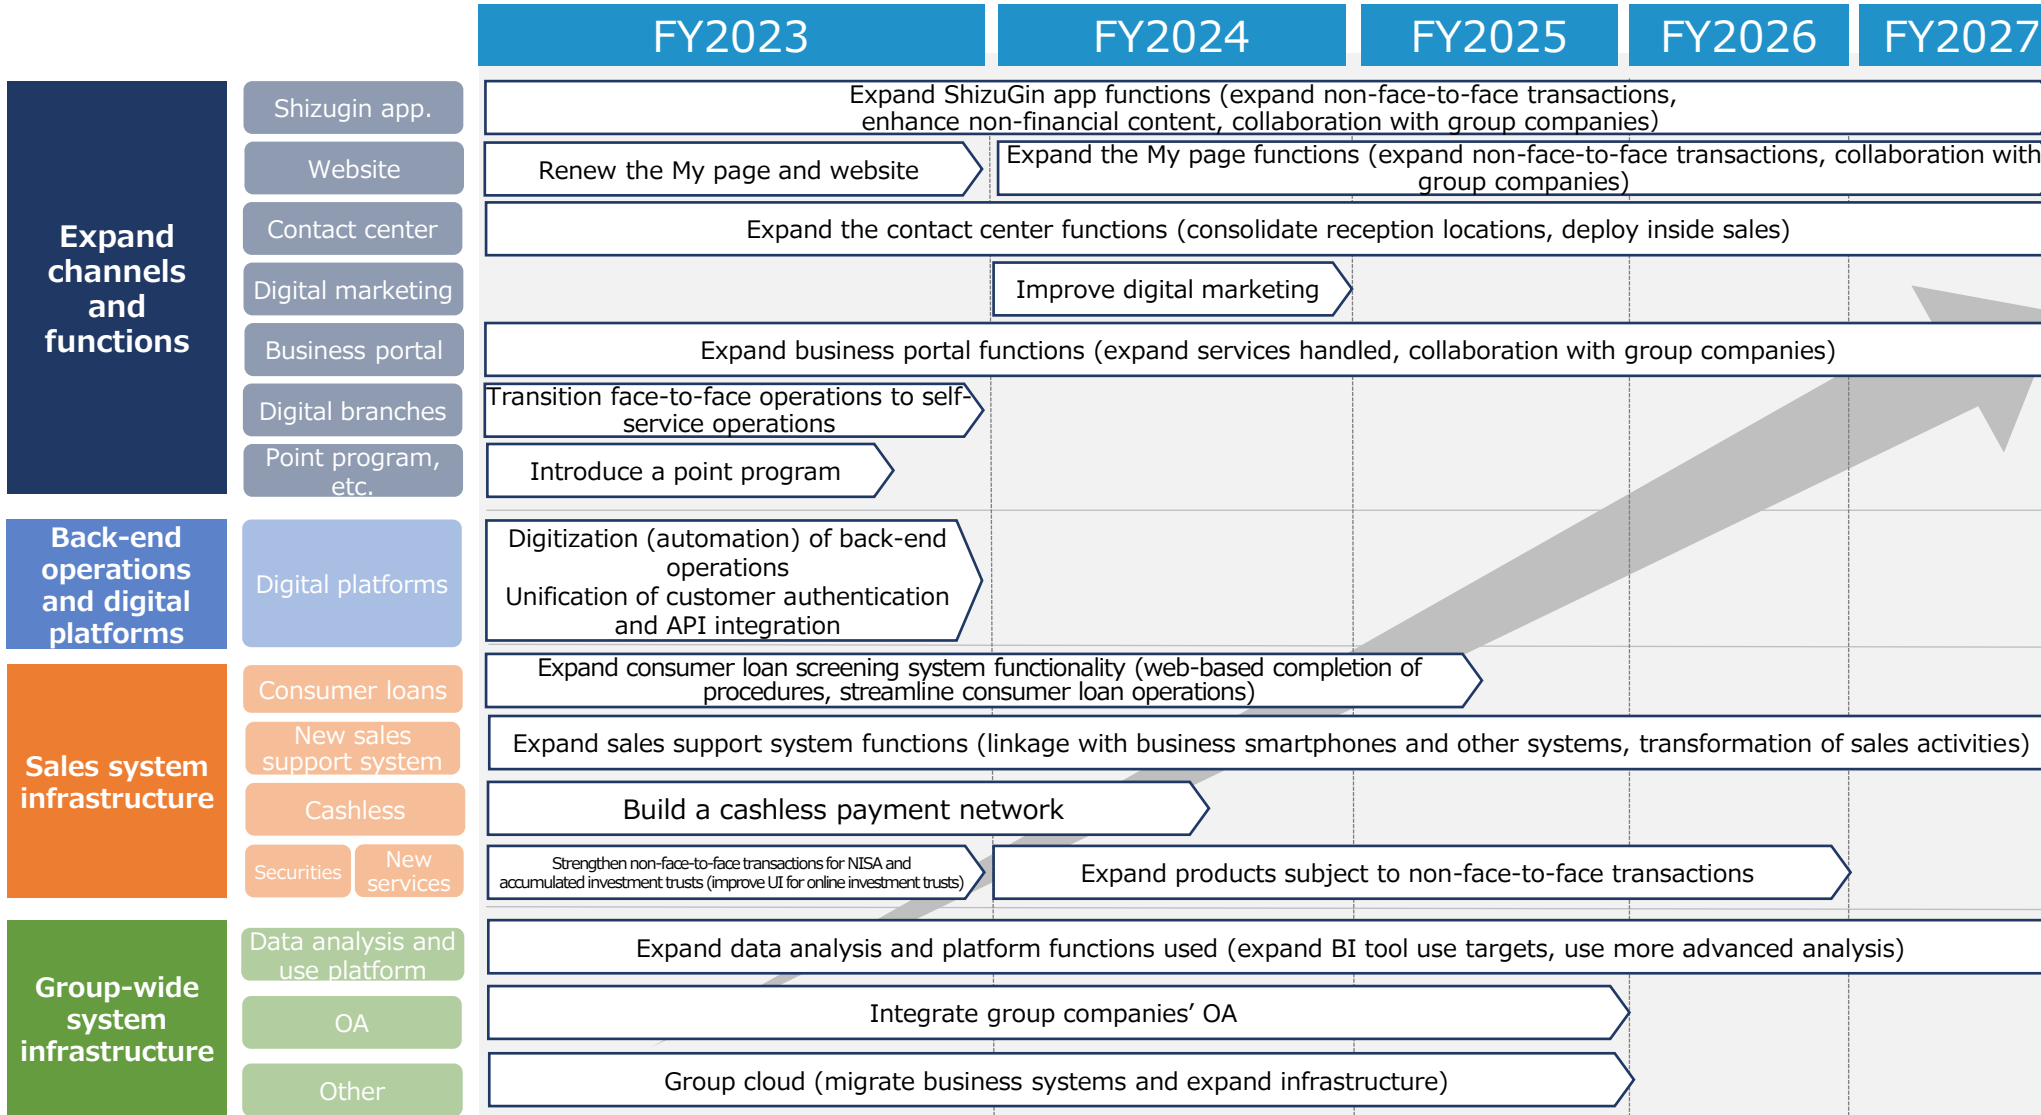 FY2023 FY2024 FY2025 FY2026 FY2027
Expand
channels
and
functions
Shizugin app.
Expand ShizuGin app functions (expand non-face-to-face transactions,
enhance non-financial content, collaboration with group companies)
Website
Renew the My page and website
Expand the My page functions (expand non-face-to-face transactions, collaboration with
group companies)
Contact center
Expand the contact center functions (consolidate reception locations, deploy inside sales)
Digital marketing
Improve digital marketing
Business portal
Expand business portal functions (expand services handled, collaboration with group companies)
Digital branches
Transition face-to-face operations to self-
service operations
Point program,
etc.
Introduce a point program
Back-end
operations
and digital
platforms
Digital platforms
Digitization (automation) of back-end
operations
Unification of customer authentication
and API integration
Sales system
infrastructure
Consumer loans
Expand consumer loan screening system functionality (web-based completion of
procedures, streamline consumer loan operations)
New sales
support system
Expand sales support system functions (linkage with business smartphones and other systems, transformation of sales activities)
Cashless
Build a cashless payment network
Securities
New
services
Strengthen non-face-to-face transactions for NISA and
accumulated investment trusts (improve UI for online investment trusts)
Expand products subject to non-face-to-face transactions
Group-wide
system
infrastructure
Data analysis and
use platform
Expand data analysis and platform functions used (expand BI tool use targets, use more advanced analysis)
OA
Integrate group companies’ OA
Other
Group cloud (migrate business systems and expand infrastructure)